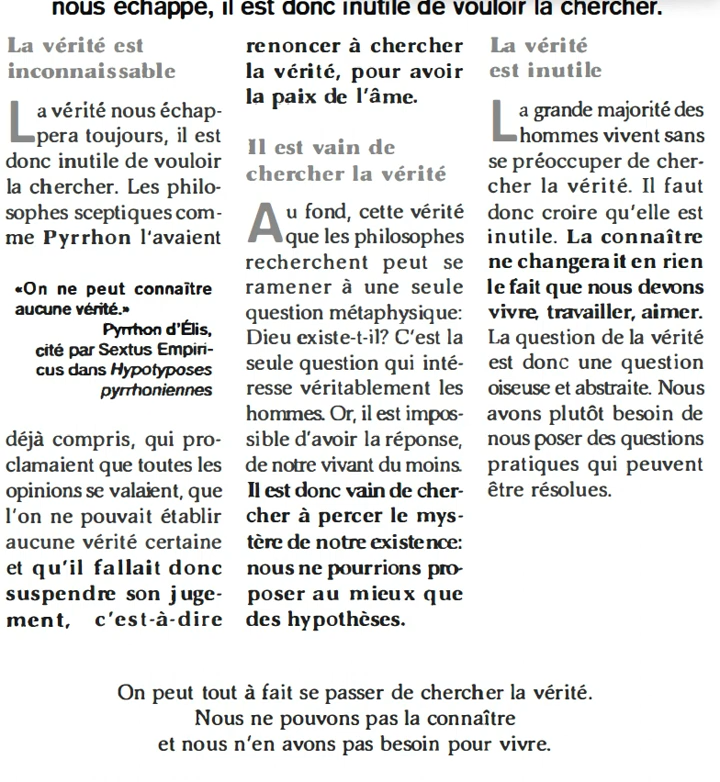 nous échappe, il est donc inutile de vouloir la chercher.
La vérité est
inconnaissable
La vérité nous échap-
pera toujours, il est
donc inutile de vouloir
la chercher. Les philo-
sophes sceptiques com-
me Pyrrhon l'avaient
«On ne peut connaître
aucune vérité.»
Pyrrhon d'Élis,
cité par Sextus Empiri-
cus dans Hypotyposes
pyrrhoniennes
déjà compris, qui pro-
clamaient que toutes les
opinions se valaient, que
l'on ne pouvait établir
aucune vérité certaine
et qu'il fallait donc
suspendre son juge-
ment, c'est-à-dire
renoncer à chercher
la vérité, pour avoir
la paix de l'âme.
Il est vain de
chercher la vérité
Au fond, cette vérité
que les philosophes
recherchent peut se
ramener à une seule
question métaphysique:
Dieu existe-t-il? C'est la
seule question qui inté-
resse véritablement les
hommes. Or, il est impos-
sible d'avoir la réponse,
de notre vivant du moins.
Il est donc vain de cher-
cher à percer le mys-
tère de notre existence:
nous ne pourrions pro-
poser au mieux que
des hypothèses.
La vérité
est inutile
La grande majorité des
hommes vivent sans
se préoccuper de cher-
cher la vérité. Il faut
donc croire qu'elle est
inutile. La connaître
ne changerait en rien
le fait que nous devons
vivre, travailler, aimer.
La question de la vérité
est donc une question
oiseuse et abstraite. Nous
avons plutôt besoin de
nous poser des questions
pratiques qui peuvent
être résolues.
On peut tout à fait se passer de chercher la vérité.
Nous ne pouvons pas la connaître
et nous n'en avons pas besoin pour vivre.